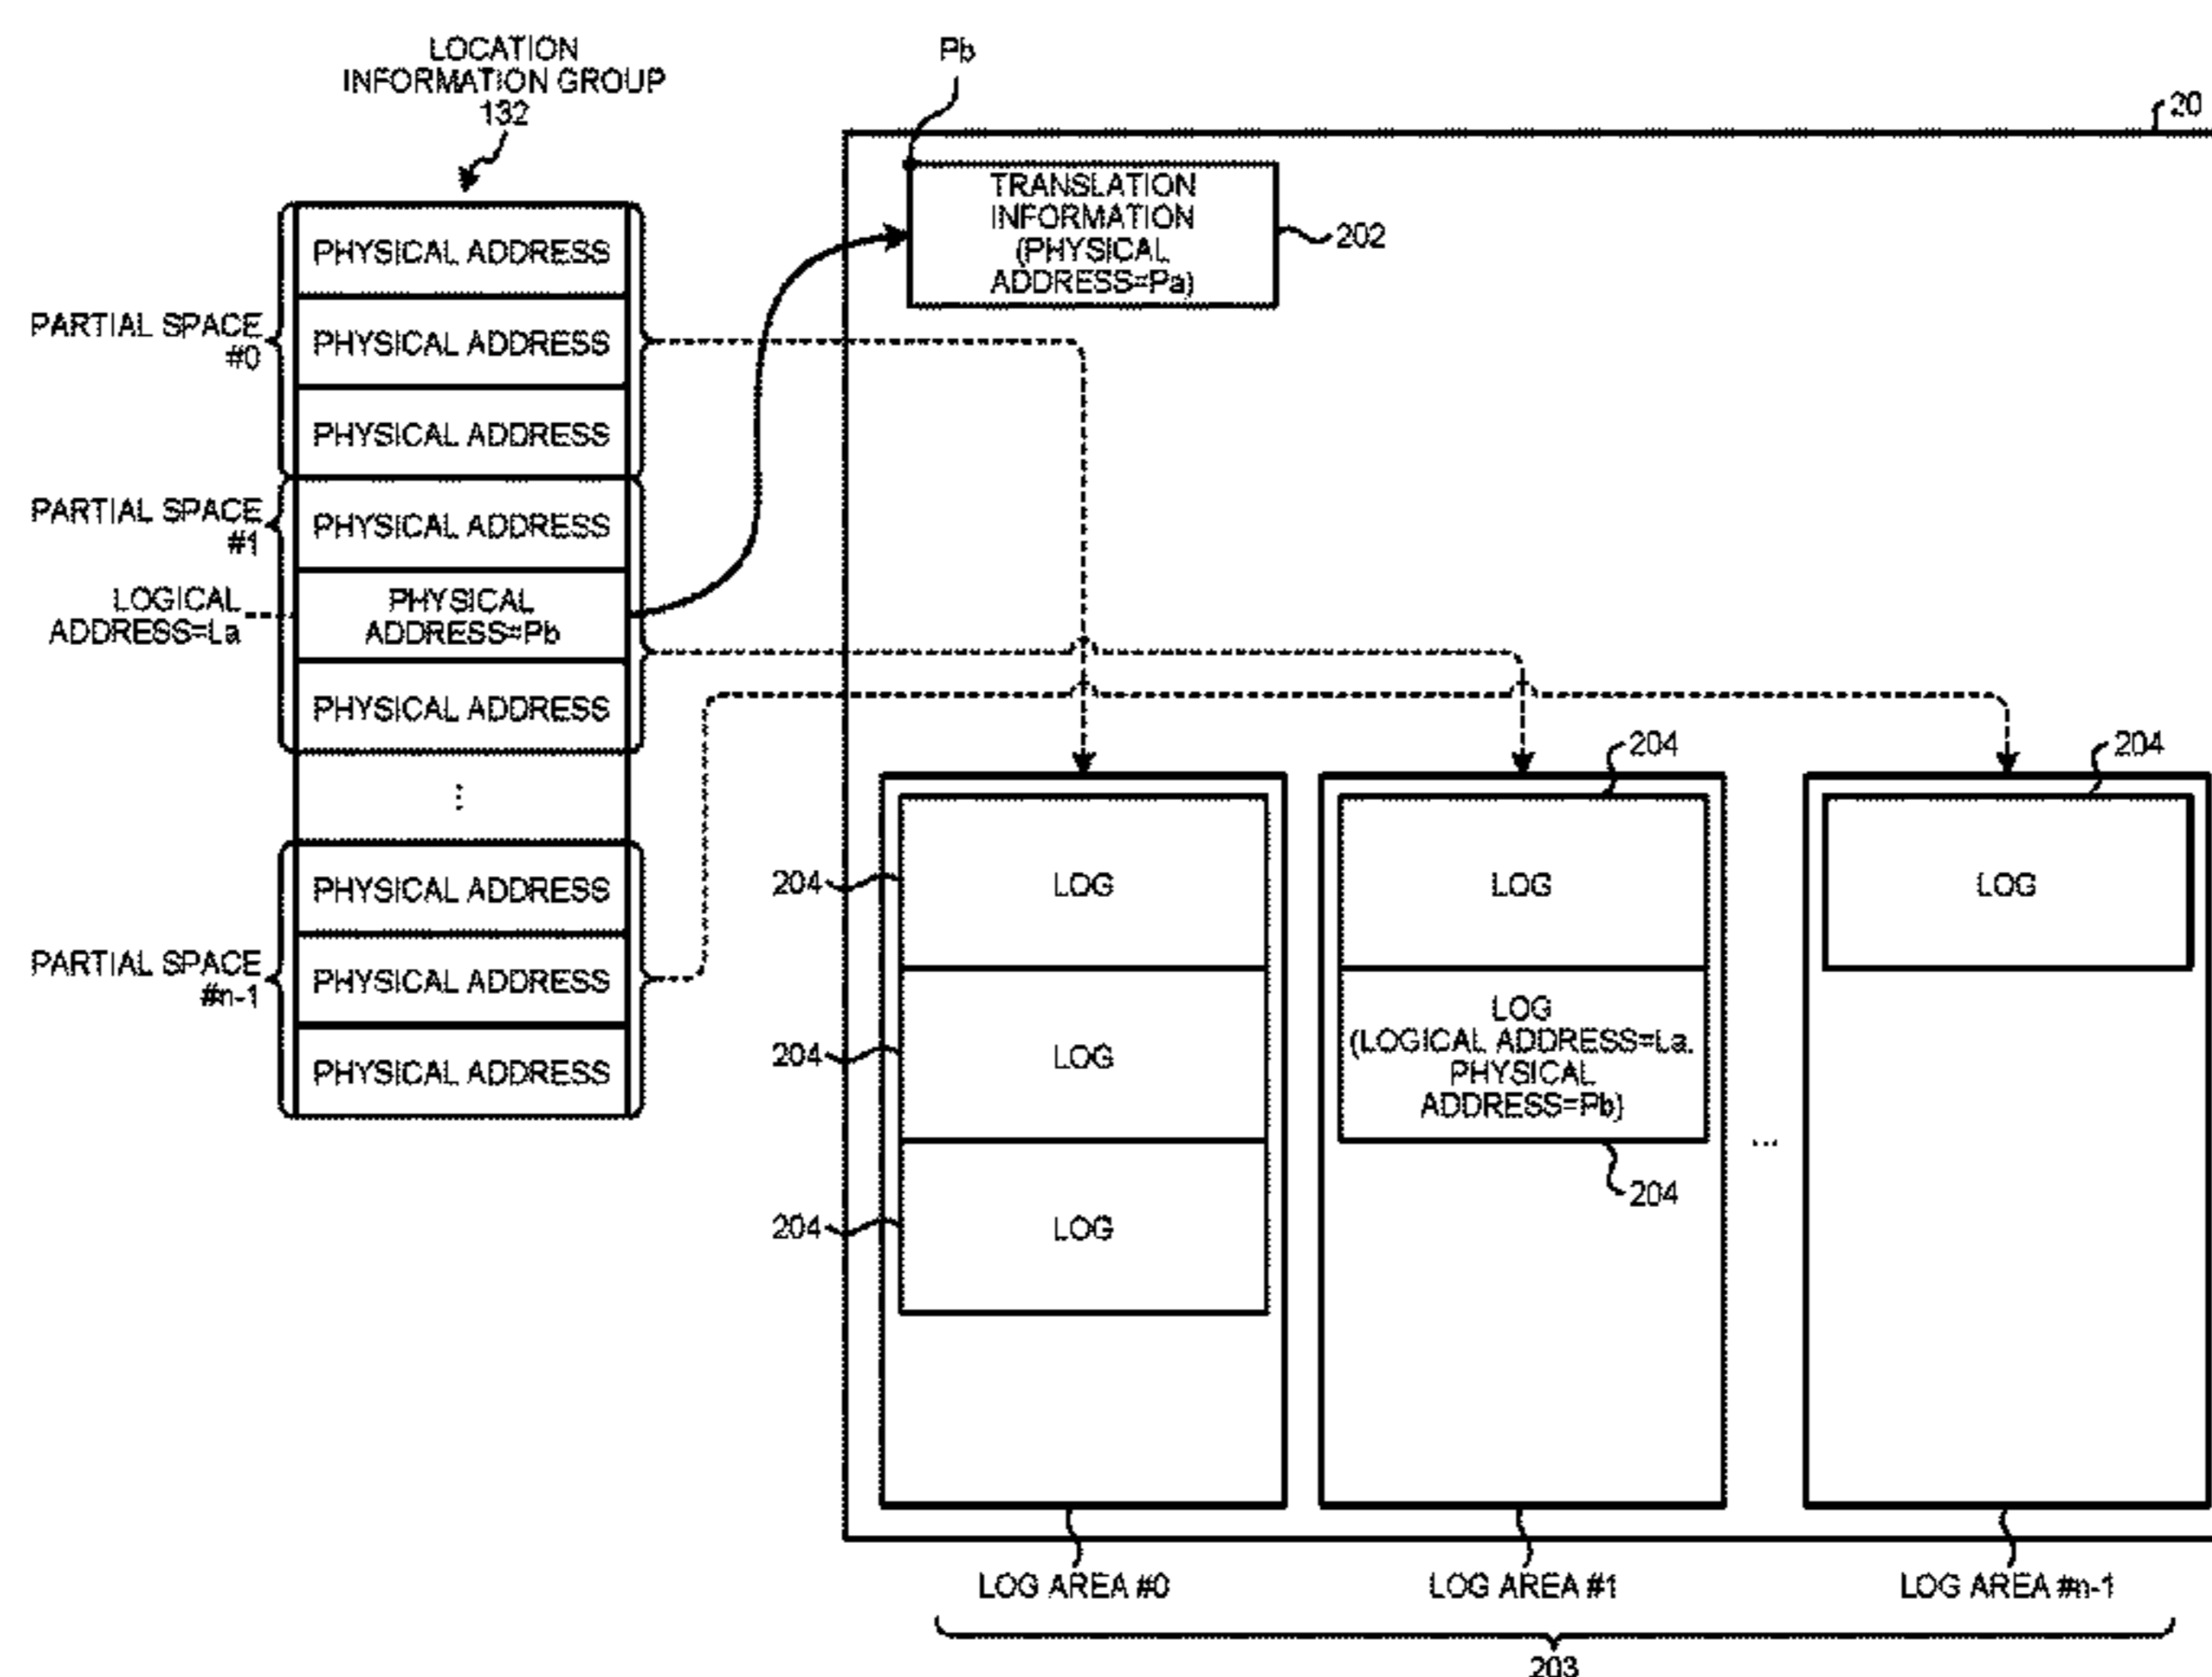 LOCATION
INFORMATION GROUP
132
Pb
20
TRANSLATION
INFORMATION
(PHYSICAL
ADDRESS=Pa)
202
PARTIAL SPACE
#0
PHYSICAL ADDRESS
PHYSICAL ADDRESS
PHYSICAL ADDRESS
PARTIAL SPACE
#1
PHYSICAL ADDRESS
LOGICAL
ADDRESS=La
PHYSICAL
ADDRESS=Pb
PHYSICAL ADDRESS
⋮
PARTIAL SPACE
#n-1
PHYSICAL ADDRESS
PHYSICAL ADDRESS
PHYSICAL ADDRESS
204
LOG
204
LOG
204
LOG
LOG AREA #0
204
LOG
LOG
(LOGICAL ADDRESS=La,
PHYSICAL
ADDRESS=Pb)
204
LOG AREA #1
...
204
LOG
LOG AREA #n-1
203